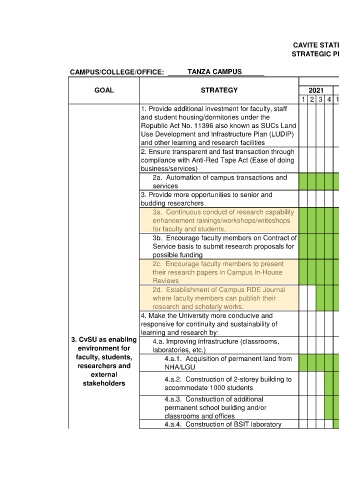 CAVITE STAT
STRATEGIC P
CAMPUS/COLLEGE/OFFICE: TANZA CAMPUS
GOAL STRATEGY 2021
1 2 3 4 1
1. Provide additional investment for faculty, staff
and student housing/dormitories under the
Republic Act No. 11396 also known as SUCs Land
Use Development and Infrastructure Plan (LUDIP)
and other learning and research facilities
2. Ensure transparent and fast transaction through
compliance with Anti-Red Tape Act (Ease of doing
business/services)
2a. Automation of campus transactions and
services
3. Provide more opportunities to senior and
budding researchers
3a. Continuous conduct of research capability
enhancement rainings/workshops/writeshops
for faculty and students.
3b. Encourage faculty members on Contract of
Service basis to submit research proposals for
possible funding
2c. Encourage faculty members to present
their research papers in Campus In-House
Reviews
2d. Establishment of Campus RDE Journal
where faculty members can publish their
research and scholarly works.
4. Make the University more conducive and
responsive for continuity and sustainability of
learning and research by:
3. CvSU as enabling
environment for
faculty, students,
researchers and
external
stakeholders
4.a. Improving infrastructure (classrooms,
laboratories, etc.)
4.a.1. Acquisition of permanent land from
NHA/LGU
4.a.2. Construction of 2-storey building to
accommodate 1000 students
4.a.3. Construction of additional
permanent school building and/or
classrooms and offices
4.a.4. Construction of BSIT laboratory